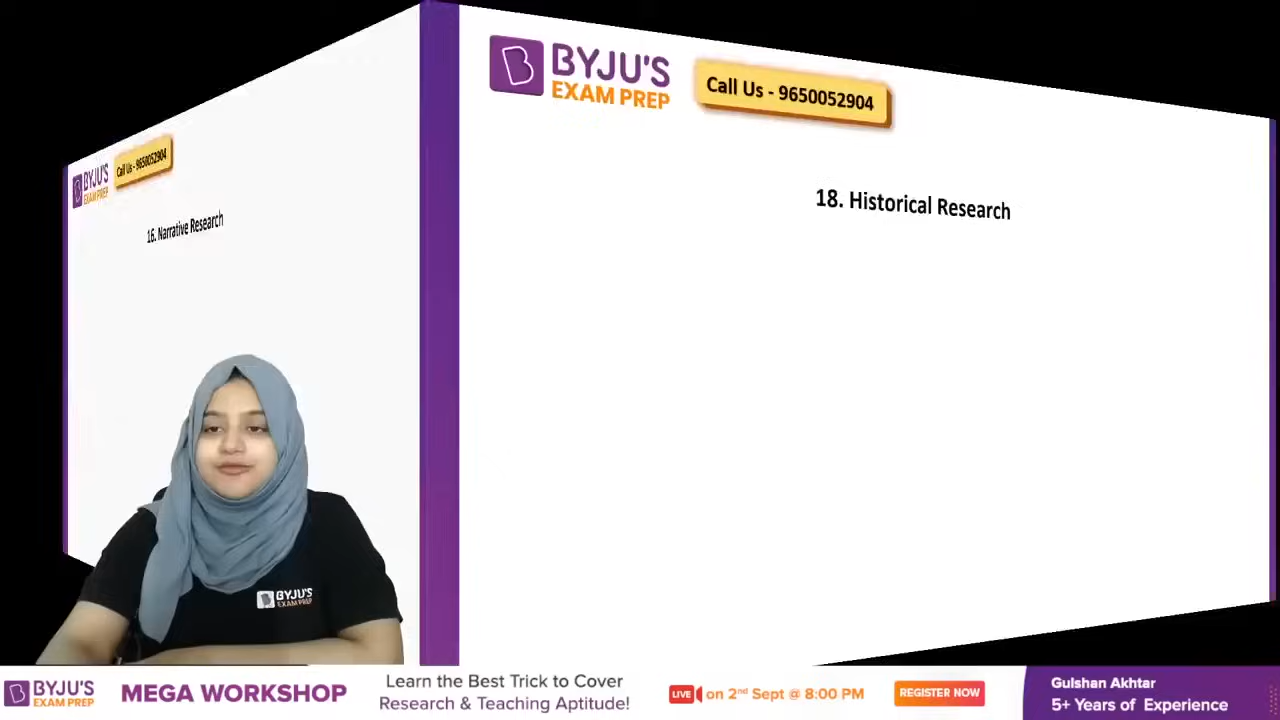 BYJU'S
EXAM PREP
Call Us - 9650052904
16. Narrative Research
BYJU'S
EXAM PREP
Call Us - 9650052904
18. Historical Research
BYJU'S
EXAM PREP
BYJU'S
EXAM PREP
MEGA WORKSHOP
Learn the Best Trick to Cover
Research & Teaching Aptitude!
LIVE on 2nd Sept @ 8:00 PM
REGISTER NOW
Gulshan Akhtar
5+ Years of Experience